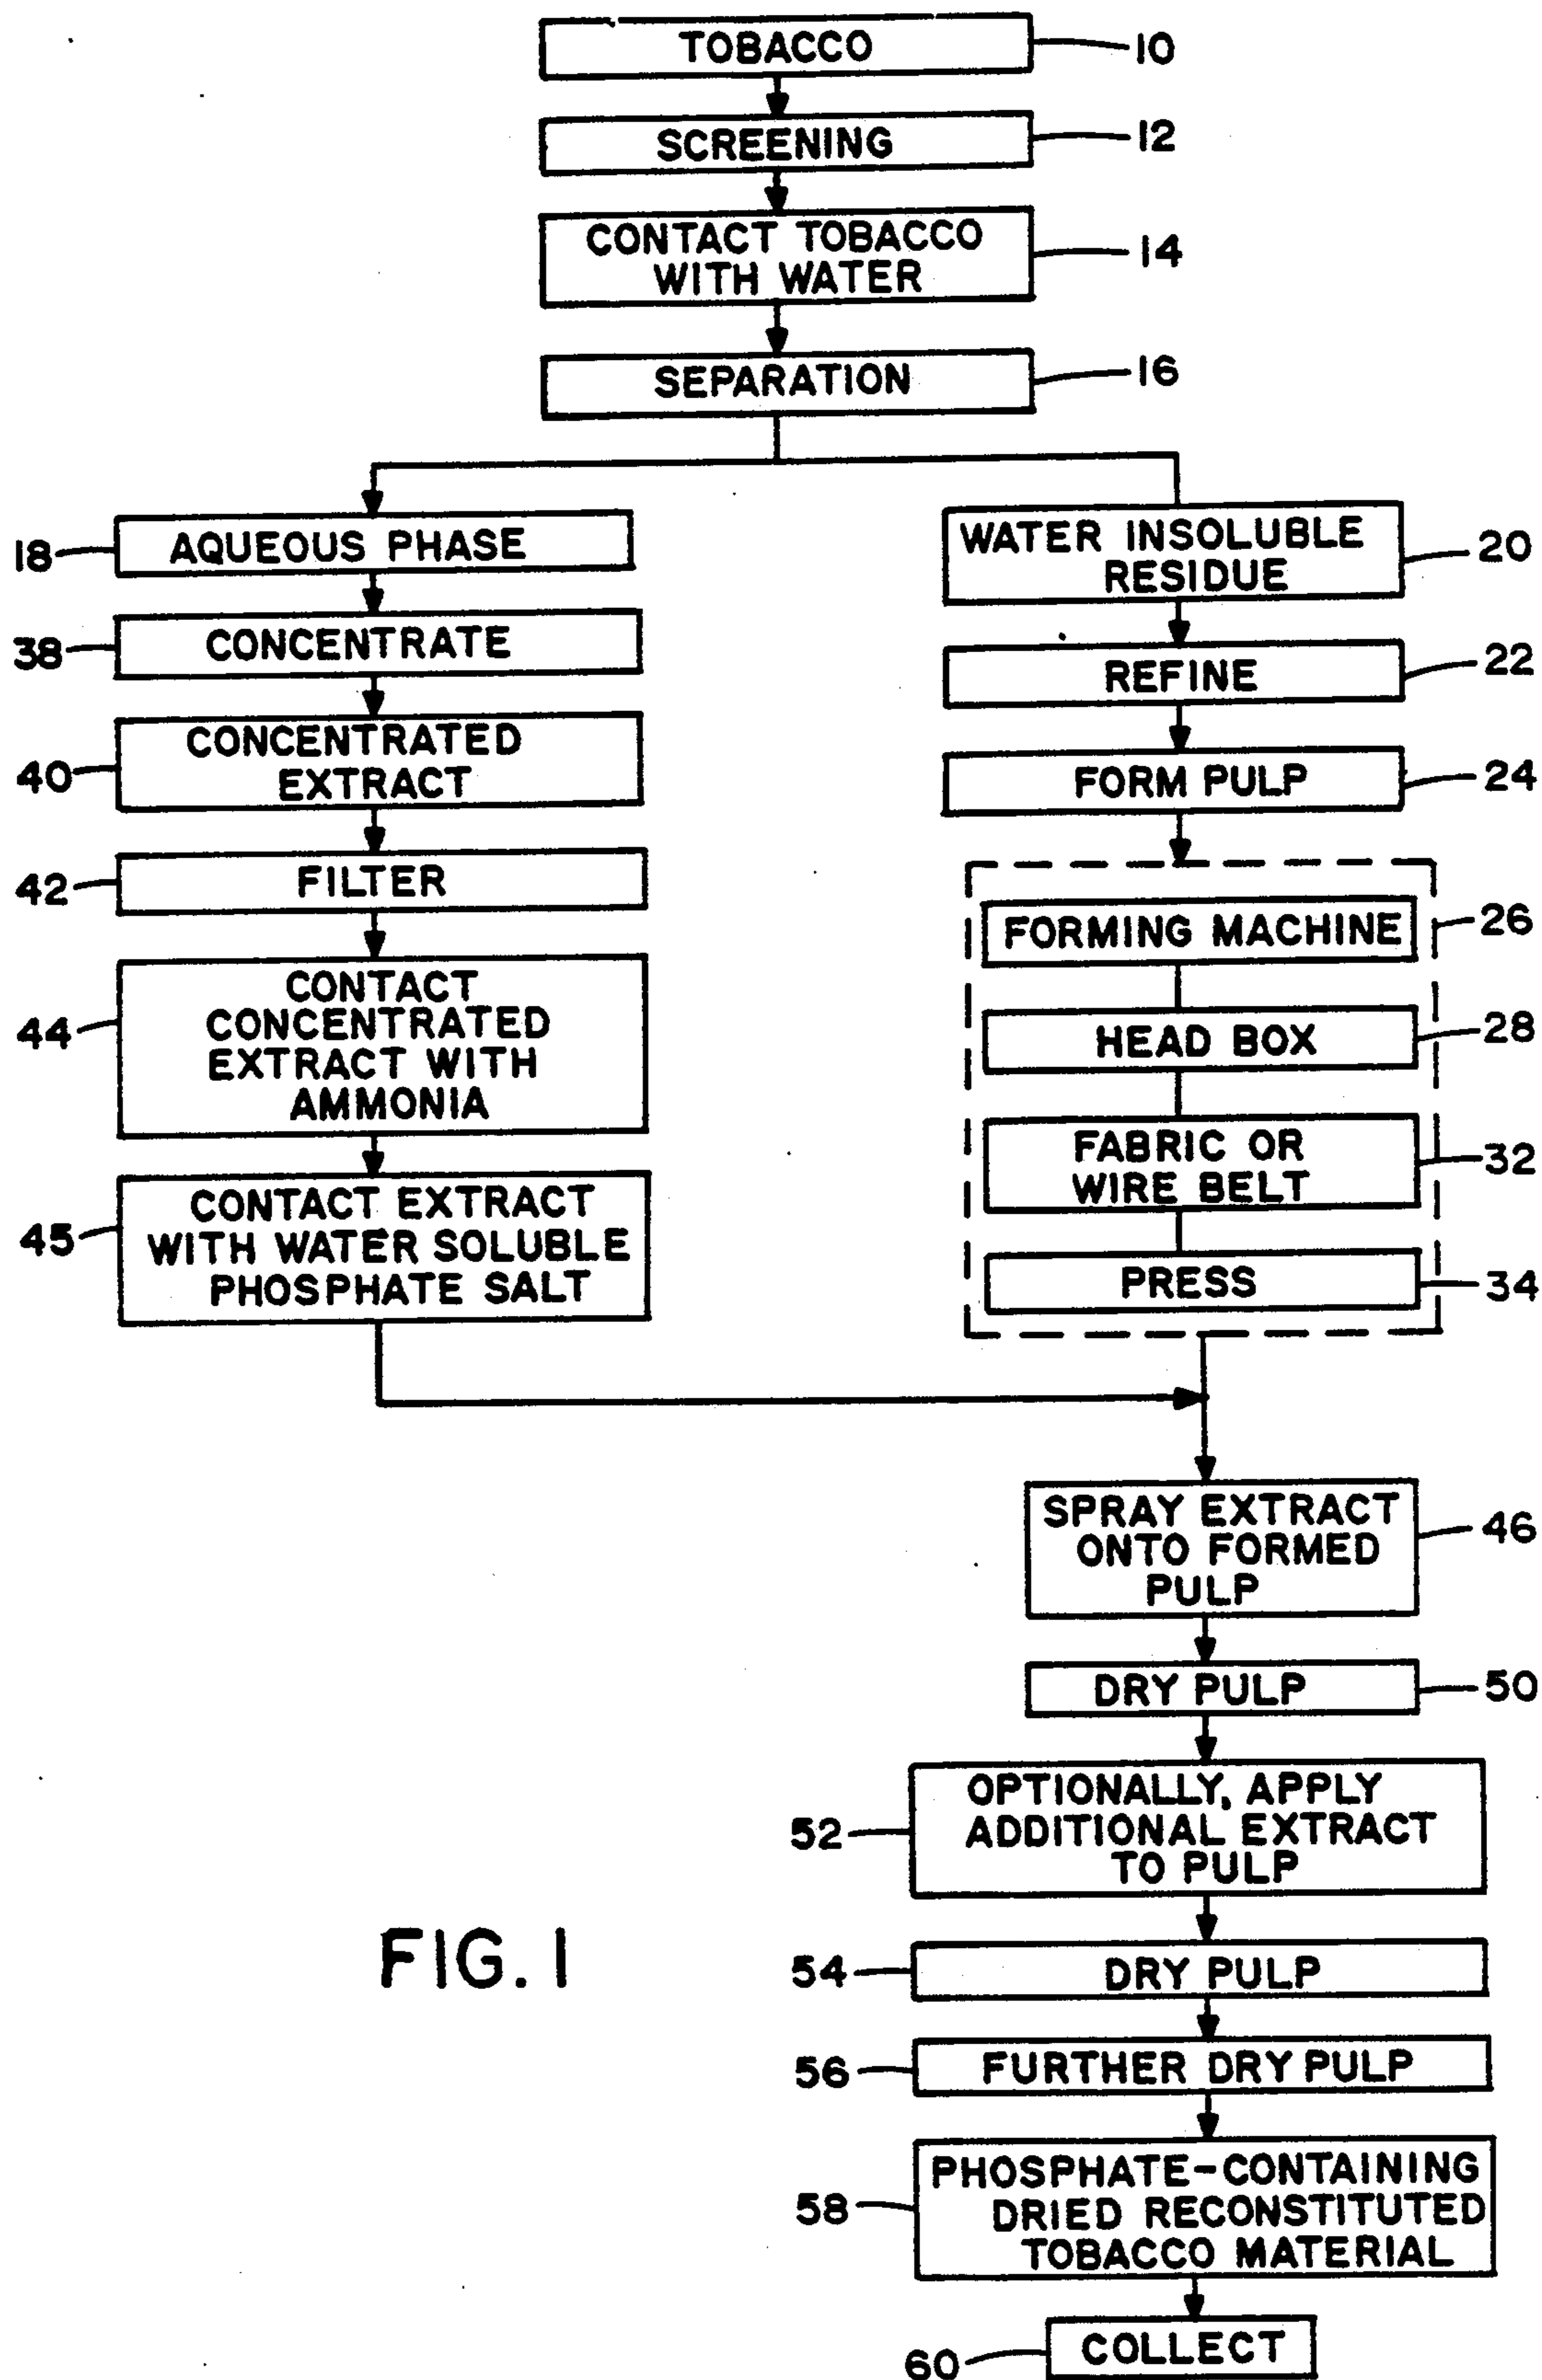 TOBACCO
10
SCREENING
12
CONTACT TOBACCO
WITH WATER
14
SEPARATION
16
AQUEOUS PHASE
18
CONCENTRATE
38
CONCENTRATED
EXTRACT
40
FILTER
42
CONTACT
CONCENTRATED
EXTRACT WITH
AMMONIA
44
CONTACT EXTRACT
WITH WATER SOLUBLE
PHOSPHATE SALT
45
WATER INSOLUBLE
RESIDUE
20
REFINE
22
FORM PULP
24
FORMING MACHINE
26
HEAD BOX
28
FABRIC OR
WIRE BELT
32
PRESS
34
SPRAY EXTRACT
ONTO FORMED
PULP
46
DRY PULP
50
OPTIONALLY, APPLY
ADDITIONAL EXTRACT
TO PULP
52
DRY PULP
54
FURTHER DRY PULP
56
PHOSPHATE-CONTAINING
DRIED RECONSTITUTED
TOBACCO MATERIAL
58
COLLECT
60
FIG. 1